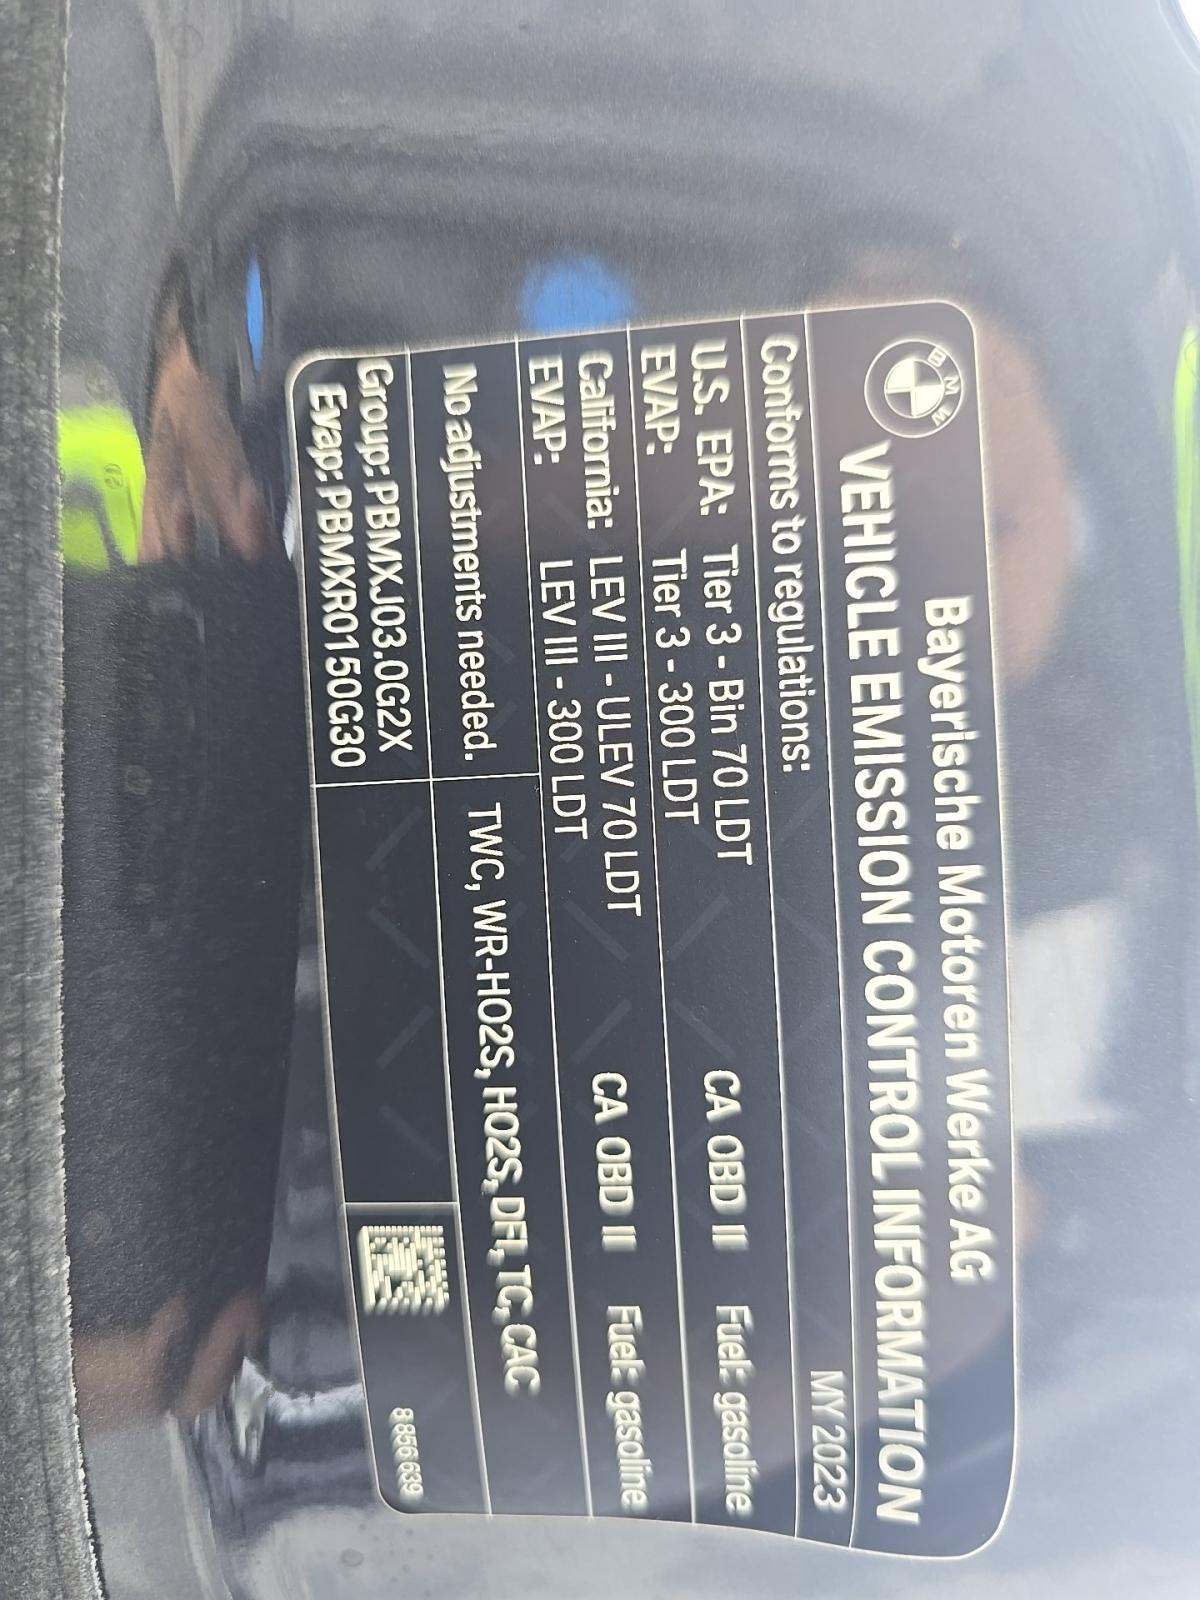 BMW
Bayerische Motoren Werke AG
VEHICLE EMISSION CONTROL INFORMATION
Conforms to regulations: MY 2023
U.S. EPA: Tier 3 - Bin 70 LDT CA OBD II Fuel: gasoline
EVAP: Tier 3 - 300 LDT
California: LEV III - ULEV 70 LDT CA OBD II Fuel: gasoline
EVAP: LEV III - 300 LDT
No adjustments needed. TWC, WR-HO2S, HO2S, DFI, TC, CAC
Group: PBMXJ03.0G2X
Evap: PBMXR0150G30
8 856 639